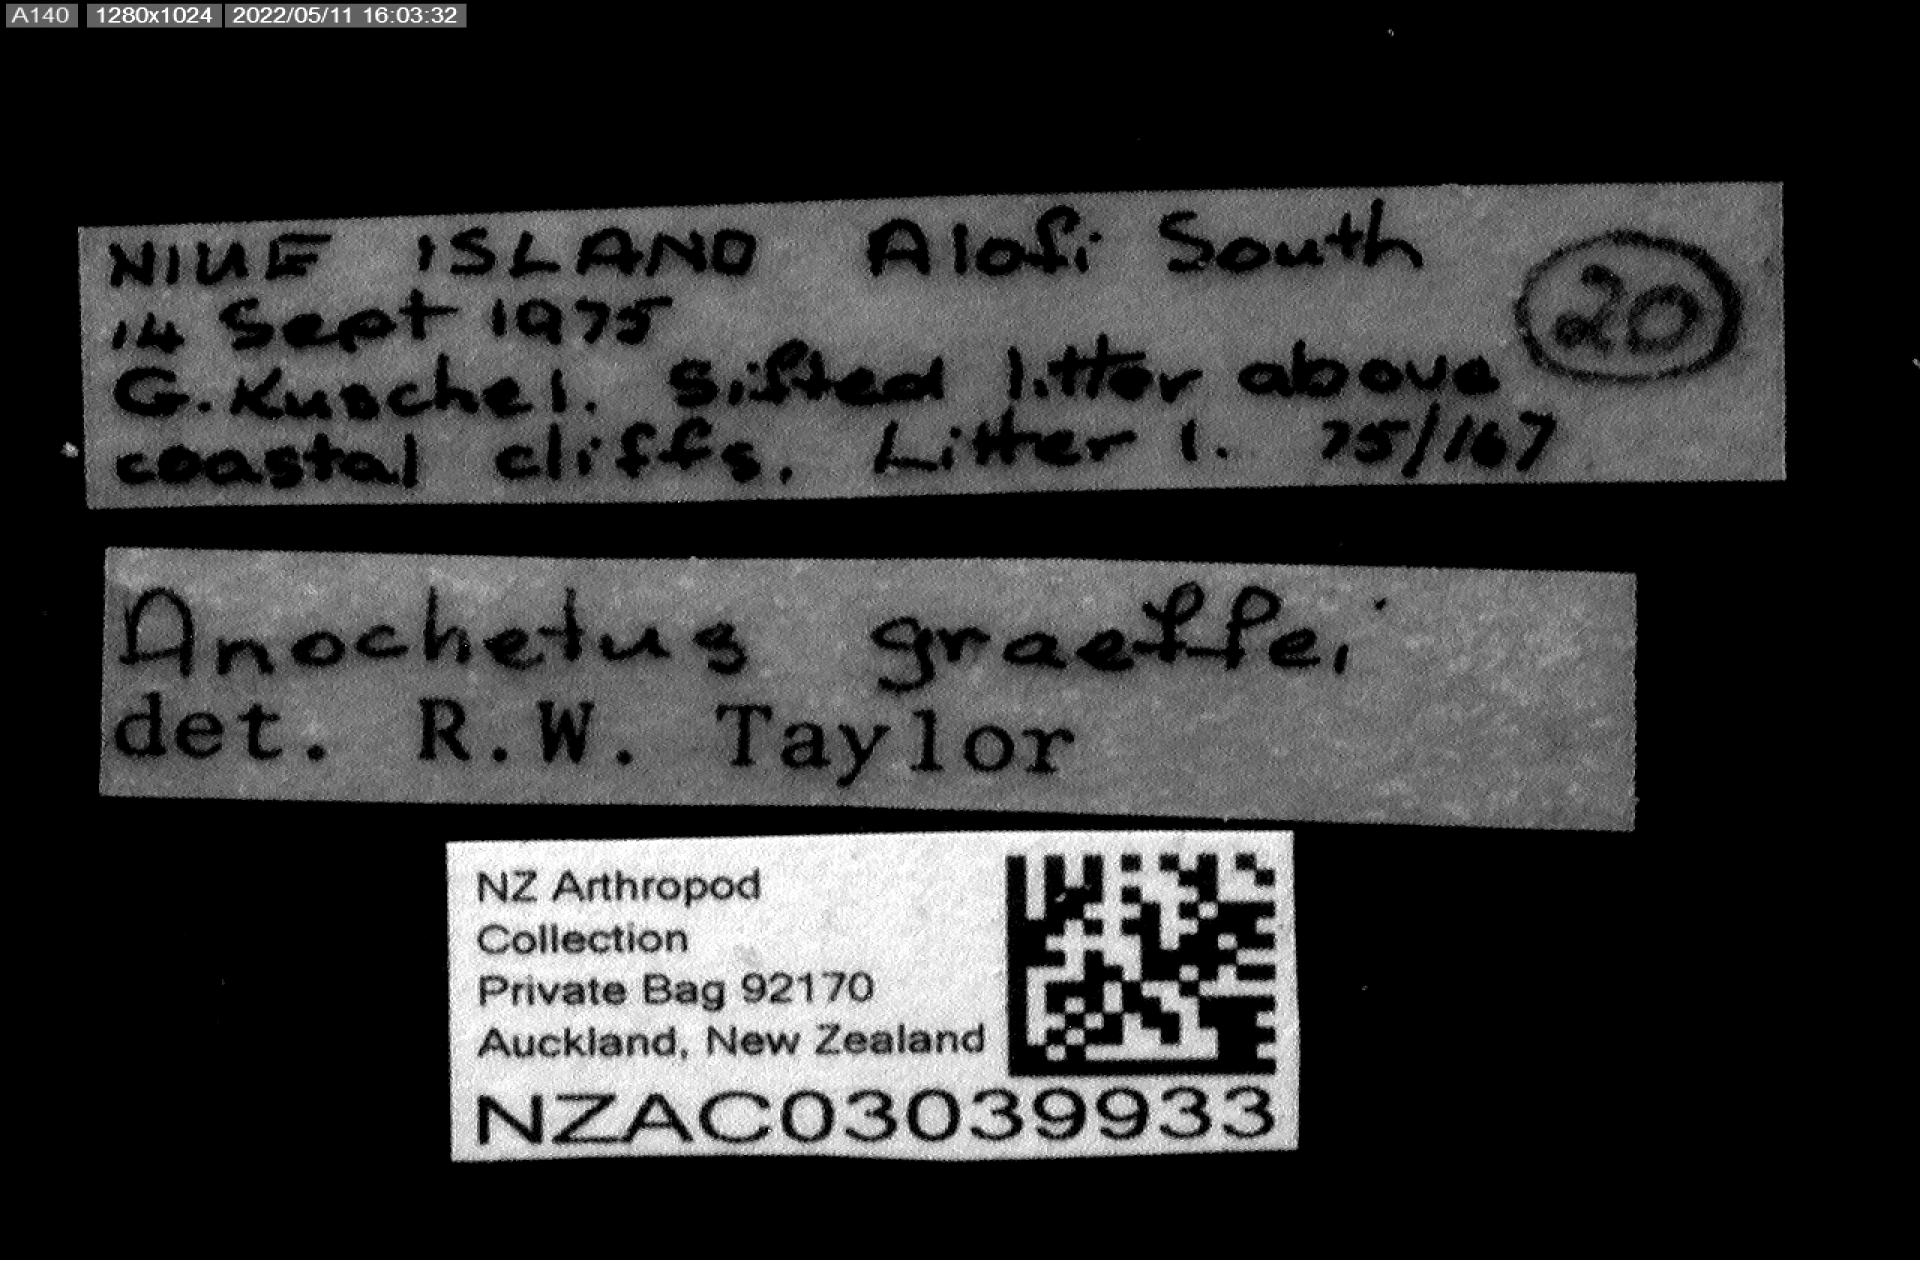 A140 1280x1024 2022/05/11 16:03:32
NIUE ISLAND Alofi South
14 Sept 1975
G. Kuschel. Sifted litter above
coastal cliffs. Litter 1. 75/167
20
Anochetus graeffei
det. R.W. Taylor
NZ Arthropod
Collection
Private Bag 92170
Auckland, New Zealand
NZAC03039933